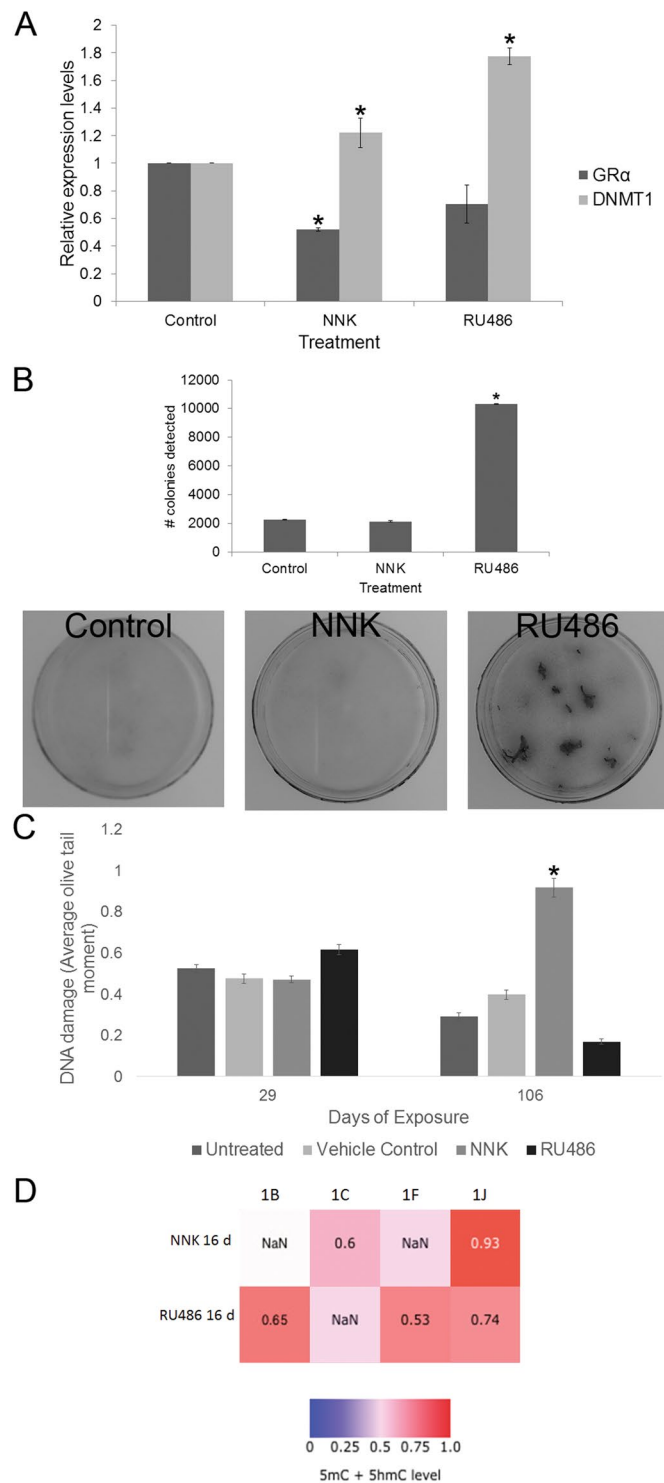 A
Relative expression levels
2
1.8
1.6
1.4
1.2
1
0.8
0.6
0.4
0.2
0
*
*
*
GRα
DNMT1
Control
NNK
RU486
Treatment
B
# colonies detected
12000
10000
8000
6000
4000
2000
0
*
Control
NNK
RU486
Treatment
Control
NNK
RU486
C
DNA damage (Average olive tail
moment)
1.2
1
0.8
0.6
0.4
0.2
0
*
29
106
Days of Exposure
Untreated
Vehicle Control
NNK
RU486
D
1B
1C
1F
1J
NNK 16 d
NaN
0.6
NaN
0.93
RU486 16 d
0.65
NaN
0.53
0.74
0
0.25
0.5
0.75
1.0
5mC + 5hmC level